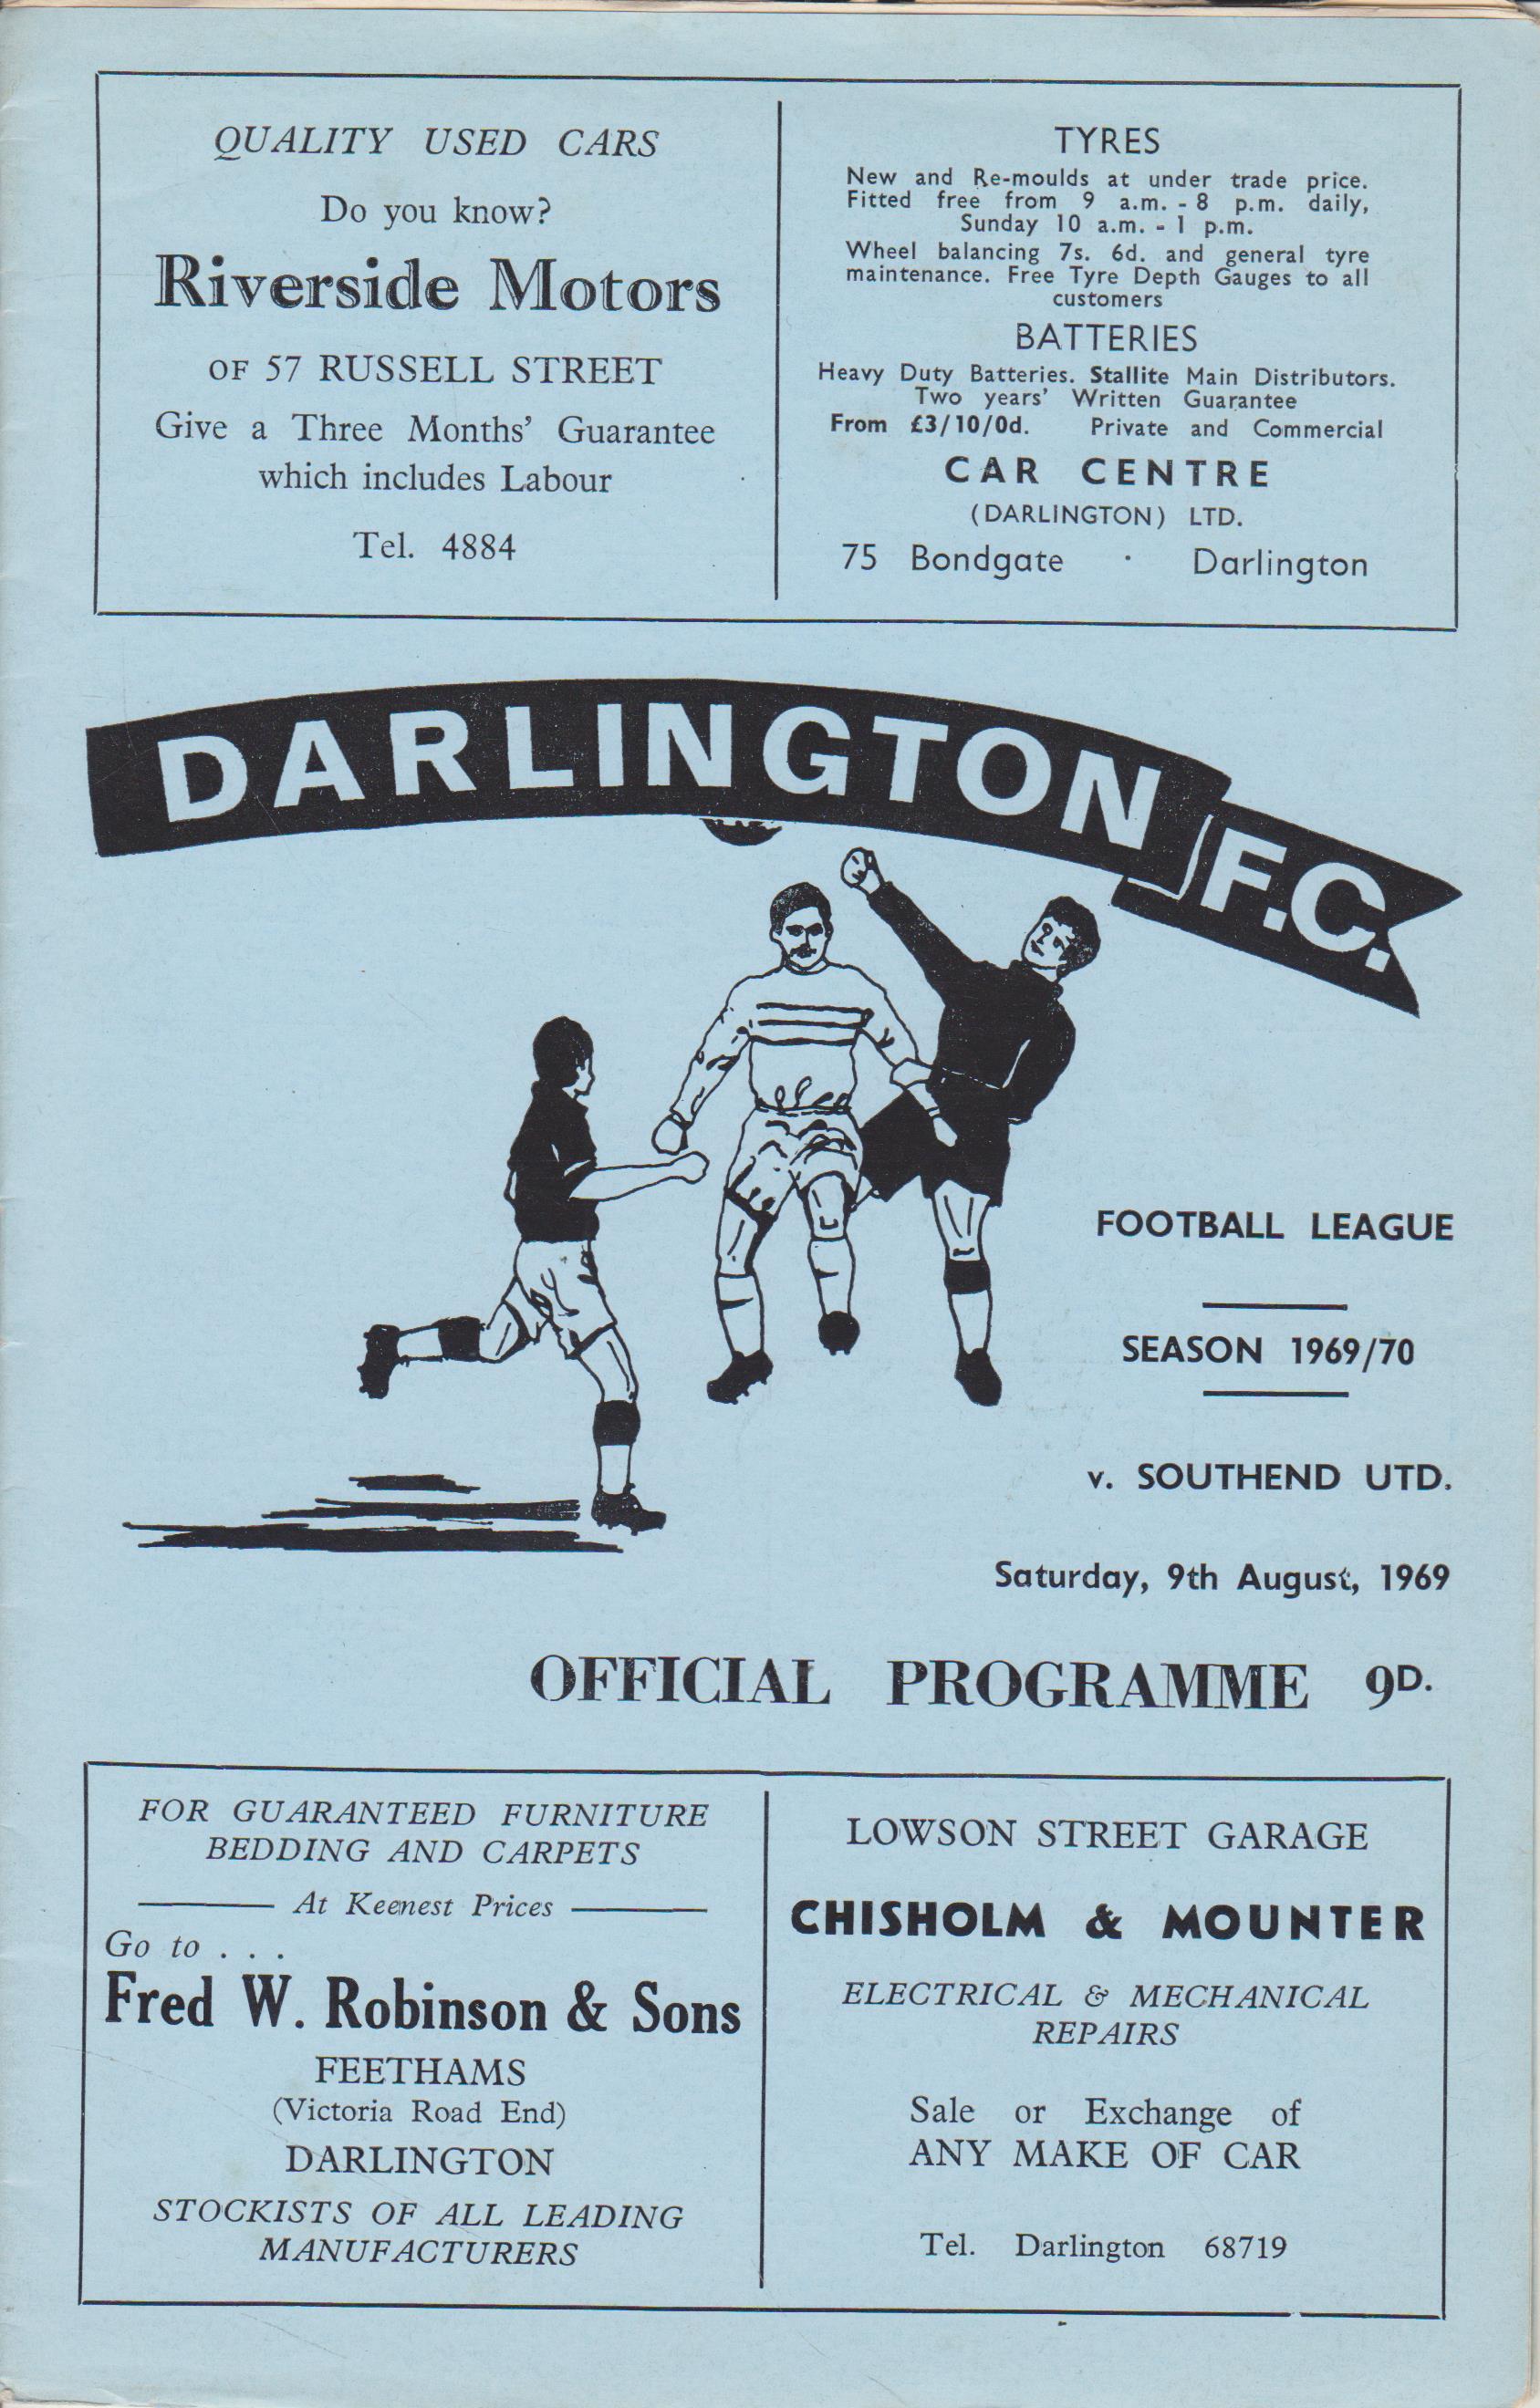 QUALITY USED CARS
Do you know?
Riverside Motors
OF 57 RUSSELL STREET
Give a Three Months' Guarantee
which includes Labour
Tel. 4884
TYRES
New and Re-moulds at under trade price.
Fitted free from 9 a.m. - 8 p.m. daily,
Sunday 10 a.m. - 1 p.m.
Wheel balancing 7s. 6d. and general tyre
maintenance. Free Tyre Depth Gauges to all
customers
BATTERIES
Heavy Duty Batteries. Stallite Main Distributors.
Two years' Written Guarantee
From £3/10/0d. Private and Commercial
CAR CENTRE
(DARLINGTON) LTD.
75 Bondgate · Darlington
DARLINGTON F.C.
FOOTBALL LEAGUE
SEASON 1969/70
v. SOUTHEND UTD.
Saturday, 9th August, 1969
OFFICIAL PROGRAMME 9D.
FOR GUARANTEED FURNITURE
BEDDING AND CARPETS
At Keenest Prices
Go to . . .
Fred W. Robinson & Sons
FEETHAMS
(Victoria Road End)
DARLINGTON
STOCKISTS OF ALL LEADING
MANUFACTURERS
LOWSON STREET GARAGE
CHISHOLM & MOUNTER
ELECTRICAL & MECHANICAL
REPAIRS
Sale or Exchange of
ANY MAKE OF CAR
Tel. Darlington 68719